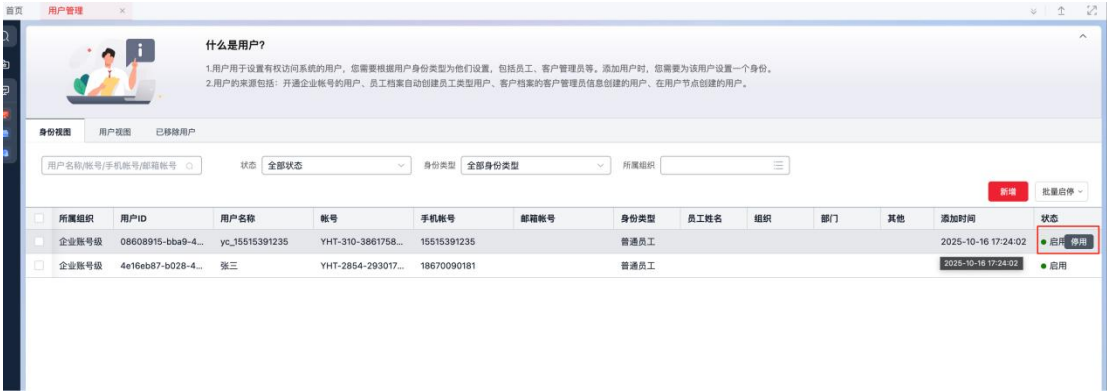 首页 用户管理 ×
什么是用户?
1.用户用于设置有权访问系统的用户，您需要根据用户身份类型为他们设置，包括员工、客户管理员等。添加用户时，您需要为该用户设置一个身份。
2.用户的来源包括：开通企业帐号的用户、员工档案自动创建员工类型用户、客户档案的客户管理员信息创建的用户、在用户节点创建的用户。
身份视图 用户视图 已移除用户
用户名称/帐号/手机帐号/邮箱帐号 状态 全部状态 身份类型 全部身份类型 所属组织
新增 批量启停
所属组织 用户ID 用户名称 帐号 手机帐号 邮箱帐号 身份类型 员工姓名 组织 部门 其他 添加时间 状态
企业账号级 08608915-bba9-4... yc_15515391235 YHT-310-3861758... 15515391235 普通员工 2025-10-16 17:24:02 启用 停用
企业账号级 4e16eb87-b028-4... 张三 YHT-2854-293017... 18670090181 普通员工 2025-10-16 17:24:02 启用